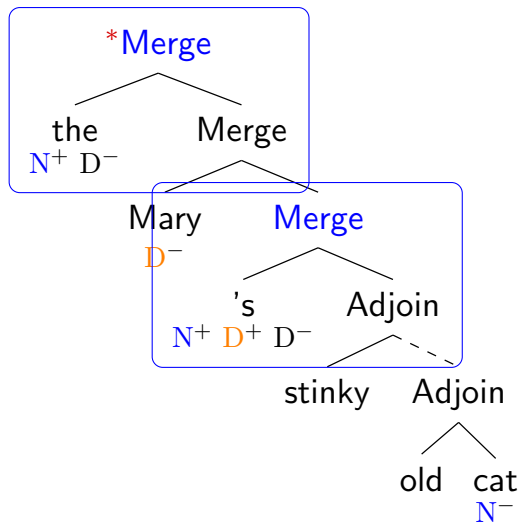 *Merge
the Merge
N⁺ D⁻
Mary Merge
D⁻
's Adjoin
N⁺ D⁺ D⁻
stinky Adjoin
old cat
N⁻